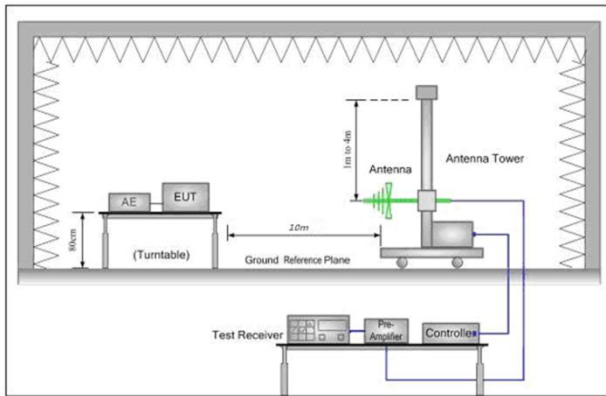 1m to 4m
Antenna
Antenna Tower
AE
EUT
80cm
(Turntable)
10m
Ground Reference Plane
Test Receiver
Pre-
Amplifier
Controller